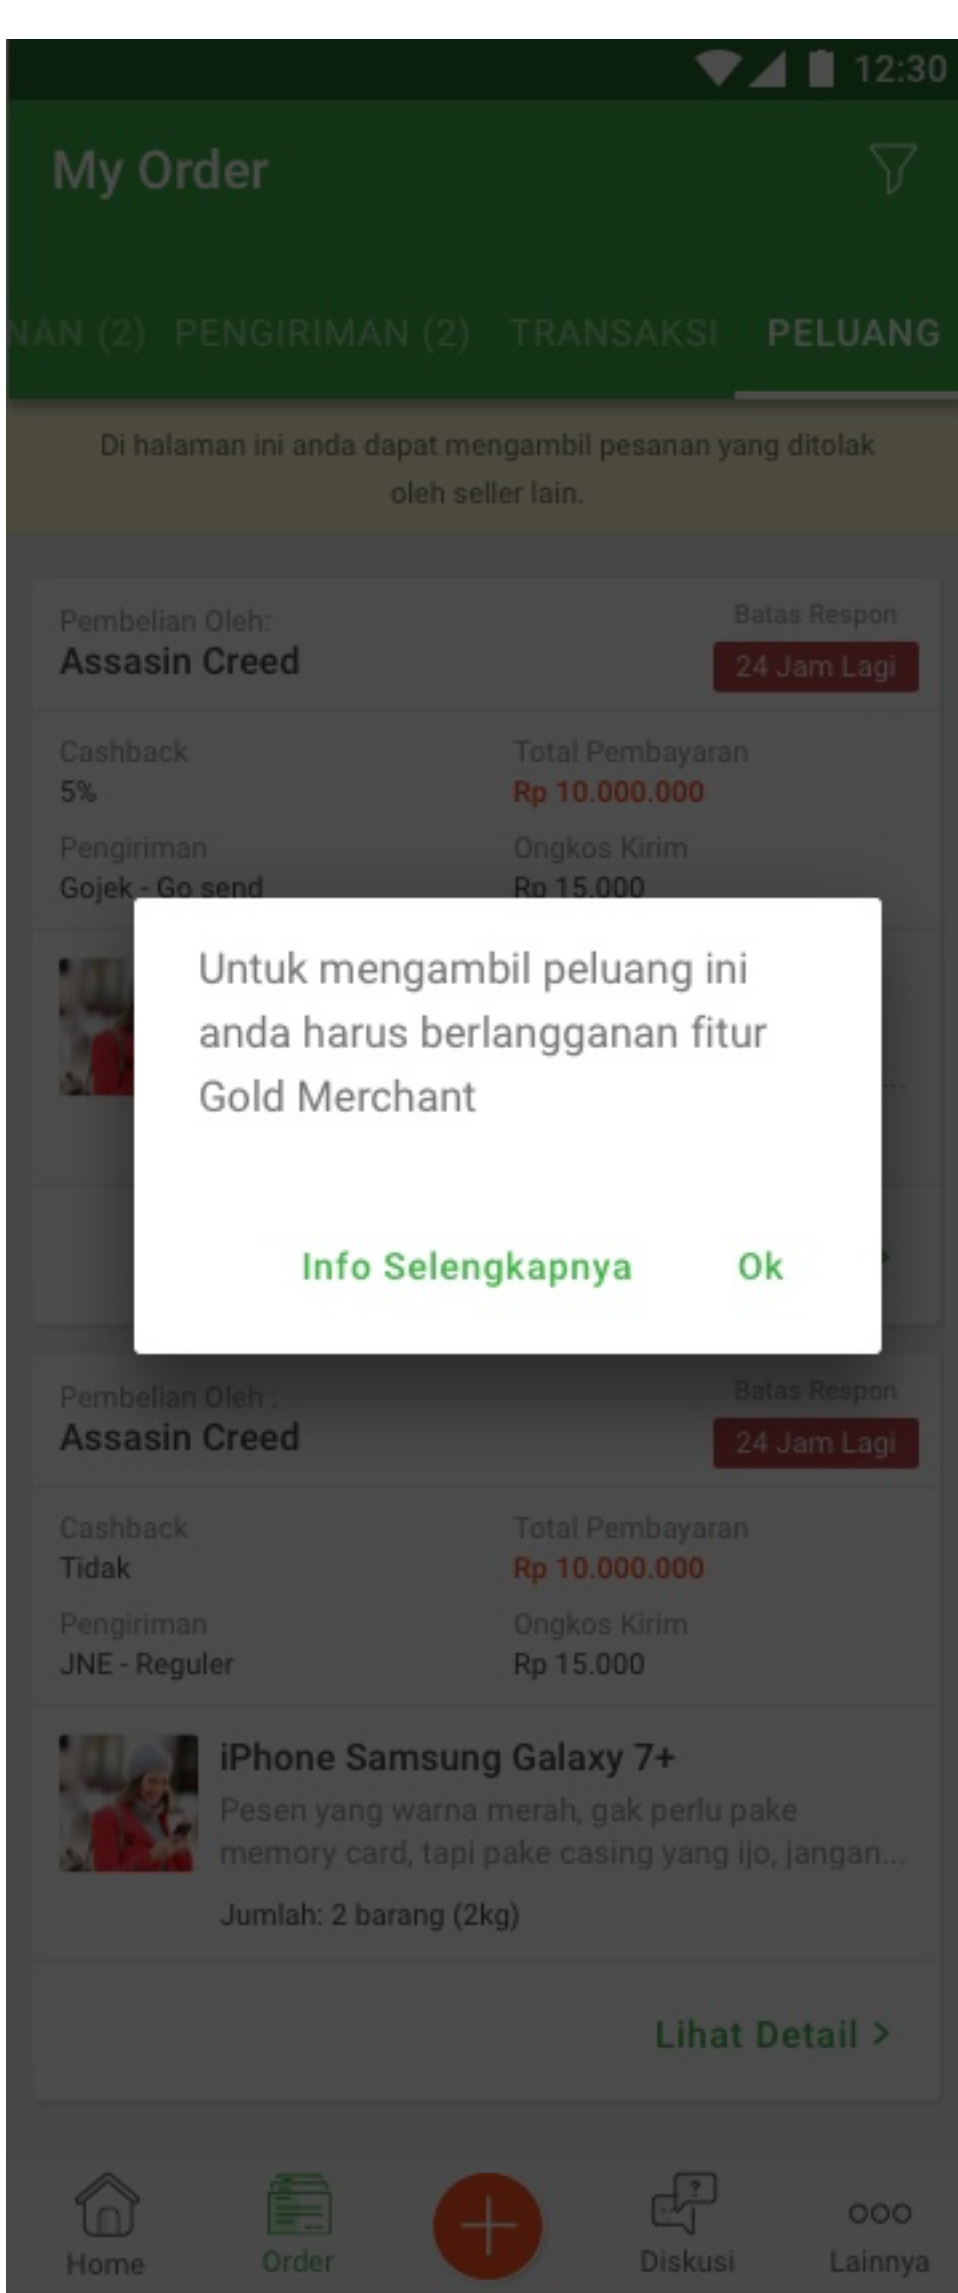 12:30
My Order
NAN (2) PENGIRIMAN (2) TRANSAKSI PELUANG
Di halaman ini anda dapat mengambil pesanan yang ditolak
oleh seller lain.
Pembelian Oleh:
Batas Respon
Assasin Creed
24 Jam Lagi
Cashback
Total Pembayaran
5%
Rp 10.000.000
Pengiriman
Ongkos Kirim
Gojek - Go send
Rp 15.000
Untuk mengambil peluang ini
anda harus berlangganan fitur
Gold Merchant
...
Info Selengkapnya Ok
Pembelian Oleh :
Batas Respon
Assasin Creed
24 Jam Lagi
Cashback
Total Pembayaran
Tidak
Rp 10.000.000
Pengiriman
Ongkos Kirim
JNE - Reguler
Rp 15.000
iPhone Samsung Galaxy 7+
Pesen yang warna merah, gak perlu pake
memory card, tapi pake casing yang ijo, jangan...
Jumlah: 2 barang (2kg)
Lihat Detail >
Home Order Diskusi Lainnya